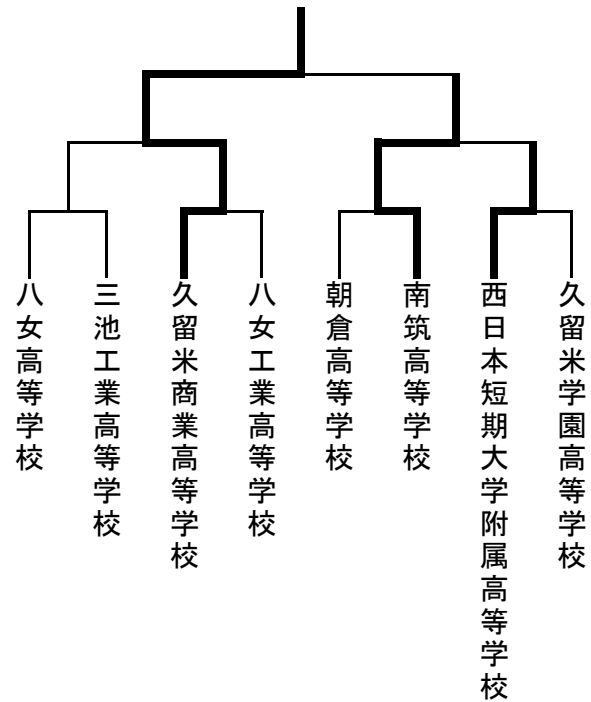 八女高等学校
三池工業高等学校
久留米商業高等学校
八女工業高等学校
朝倉高等学校
南筑高等学校
西日本短期大学附属高等学校
久留米学園高等学校